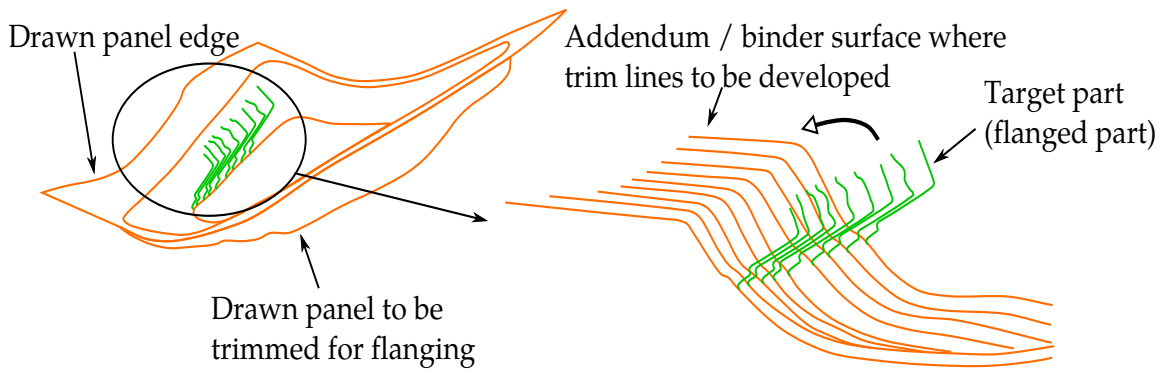 Drawn panel edge
Addendum / binder surface where
trim lines to be developed
Target part
(flanged part)
Drawn panel to be
trimmed for flanging